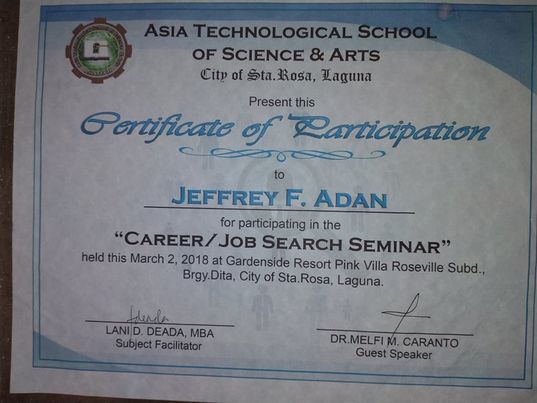 ASIA TECHNOLOGICAL SCHOOL
OF SCIENCE & ARTS
City of Sta.Rosa, Laguna
Present this
Certificate of Participation
to
JEFFREY F. ADAN
for participating in the
“CAREER/JOB SEARCH SEMINAR”
held this March 2, 2018 at Gardenside Resort Pink Villa Roseville Subd.,
Brgy.Dita, City of Sta.Rosa, Laguna.
LANI D. DEADA, MBA
Subject Facilitator
DR.MELFI M. CARANTO
Guest Speaker